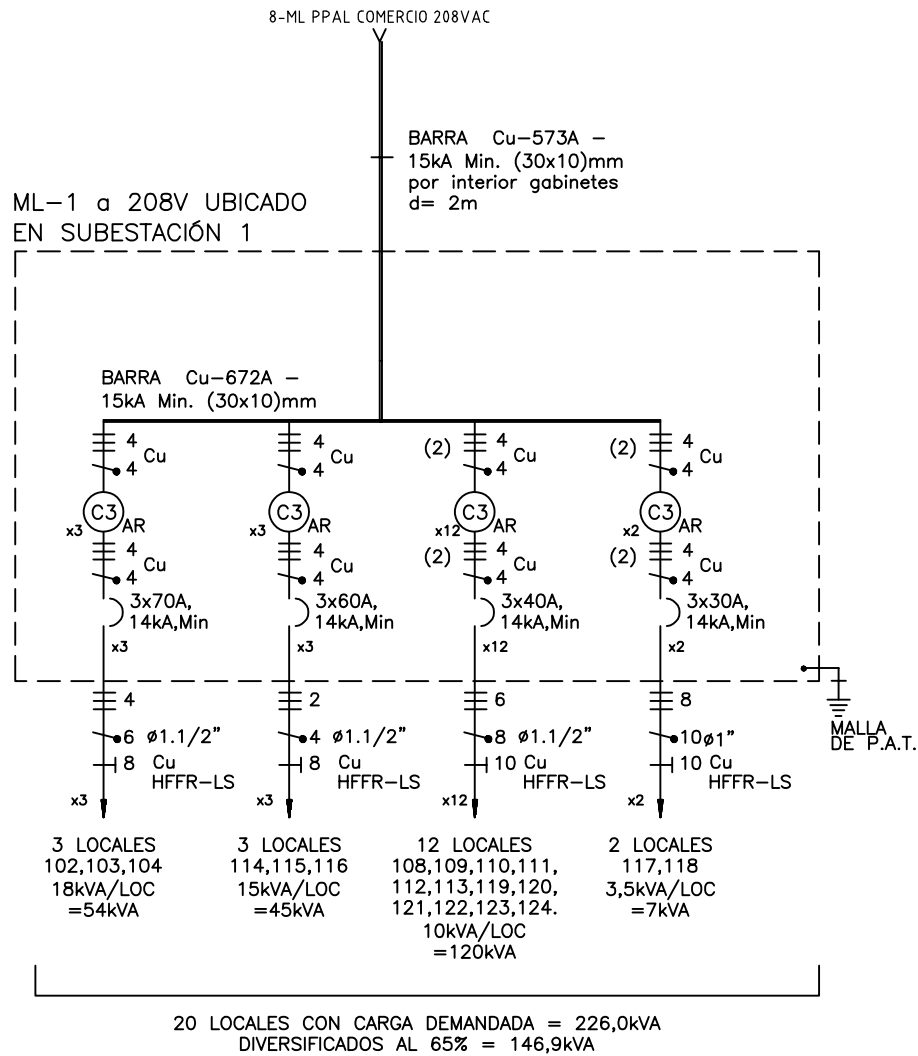 8-ML PPAL COMERCIO 208VAC
BARRA Cu-573A -
15kA Min. (30x10)mm
por interior gabinetes
d= 2m
ML-1 a 208V UBICADO
EN SUBESTACIÓN 1
BARRA Cu-672A -
15kA Min. (30x10)mm
4
Cu
4
C3
x3
AR
4
Cu
4
3x70A,
14kA,Min
x3
4
6 ø1.1/2"
8 Cu
HFFR-LS
x3
3 LOCALES
102,103,104
18kVA/LOC
=54kVA
4
Cu
4
C3
x3
AR
4
Cu
4
3x60A,
14kA,Min
x3
2
4 ø1.1/2"
8 Cu
HFFR-LS
x3
3 LOCALES
114,115,116
15kVA/LOC
=45kVA
(2) 4
Cu
4
C3
x12
AR
(2) 4
Cu
4
3x40A,
14kA,Min
x12
6
8 ø1.1/2"
10 Cu
HFFR-LS
x12
12 LOCALES
108,109,110,111,
112,113,119,120,
121,122,123,124.
10kVA/LOC
=120kVA
(2) 4
Cu
4
C3
x2
AR
(2) 4
Cu
4
3x30A,
14kA,Min
x2
8
10ø1"
10 Cu
HFFR-LS
x2
2 LOCALES
117,118
3,5kVA/LOC
=7kVA
MALLA
DE P.A.T.
20 LOCALES CON CARGA DEMANDADA = 226,0kVA
DIVERSIFICADOS AL 65% = 146,9kVA